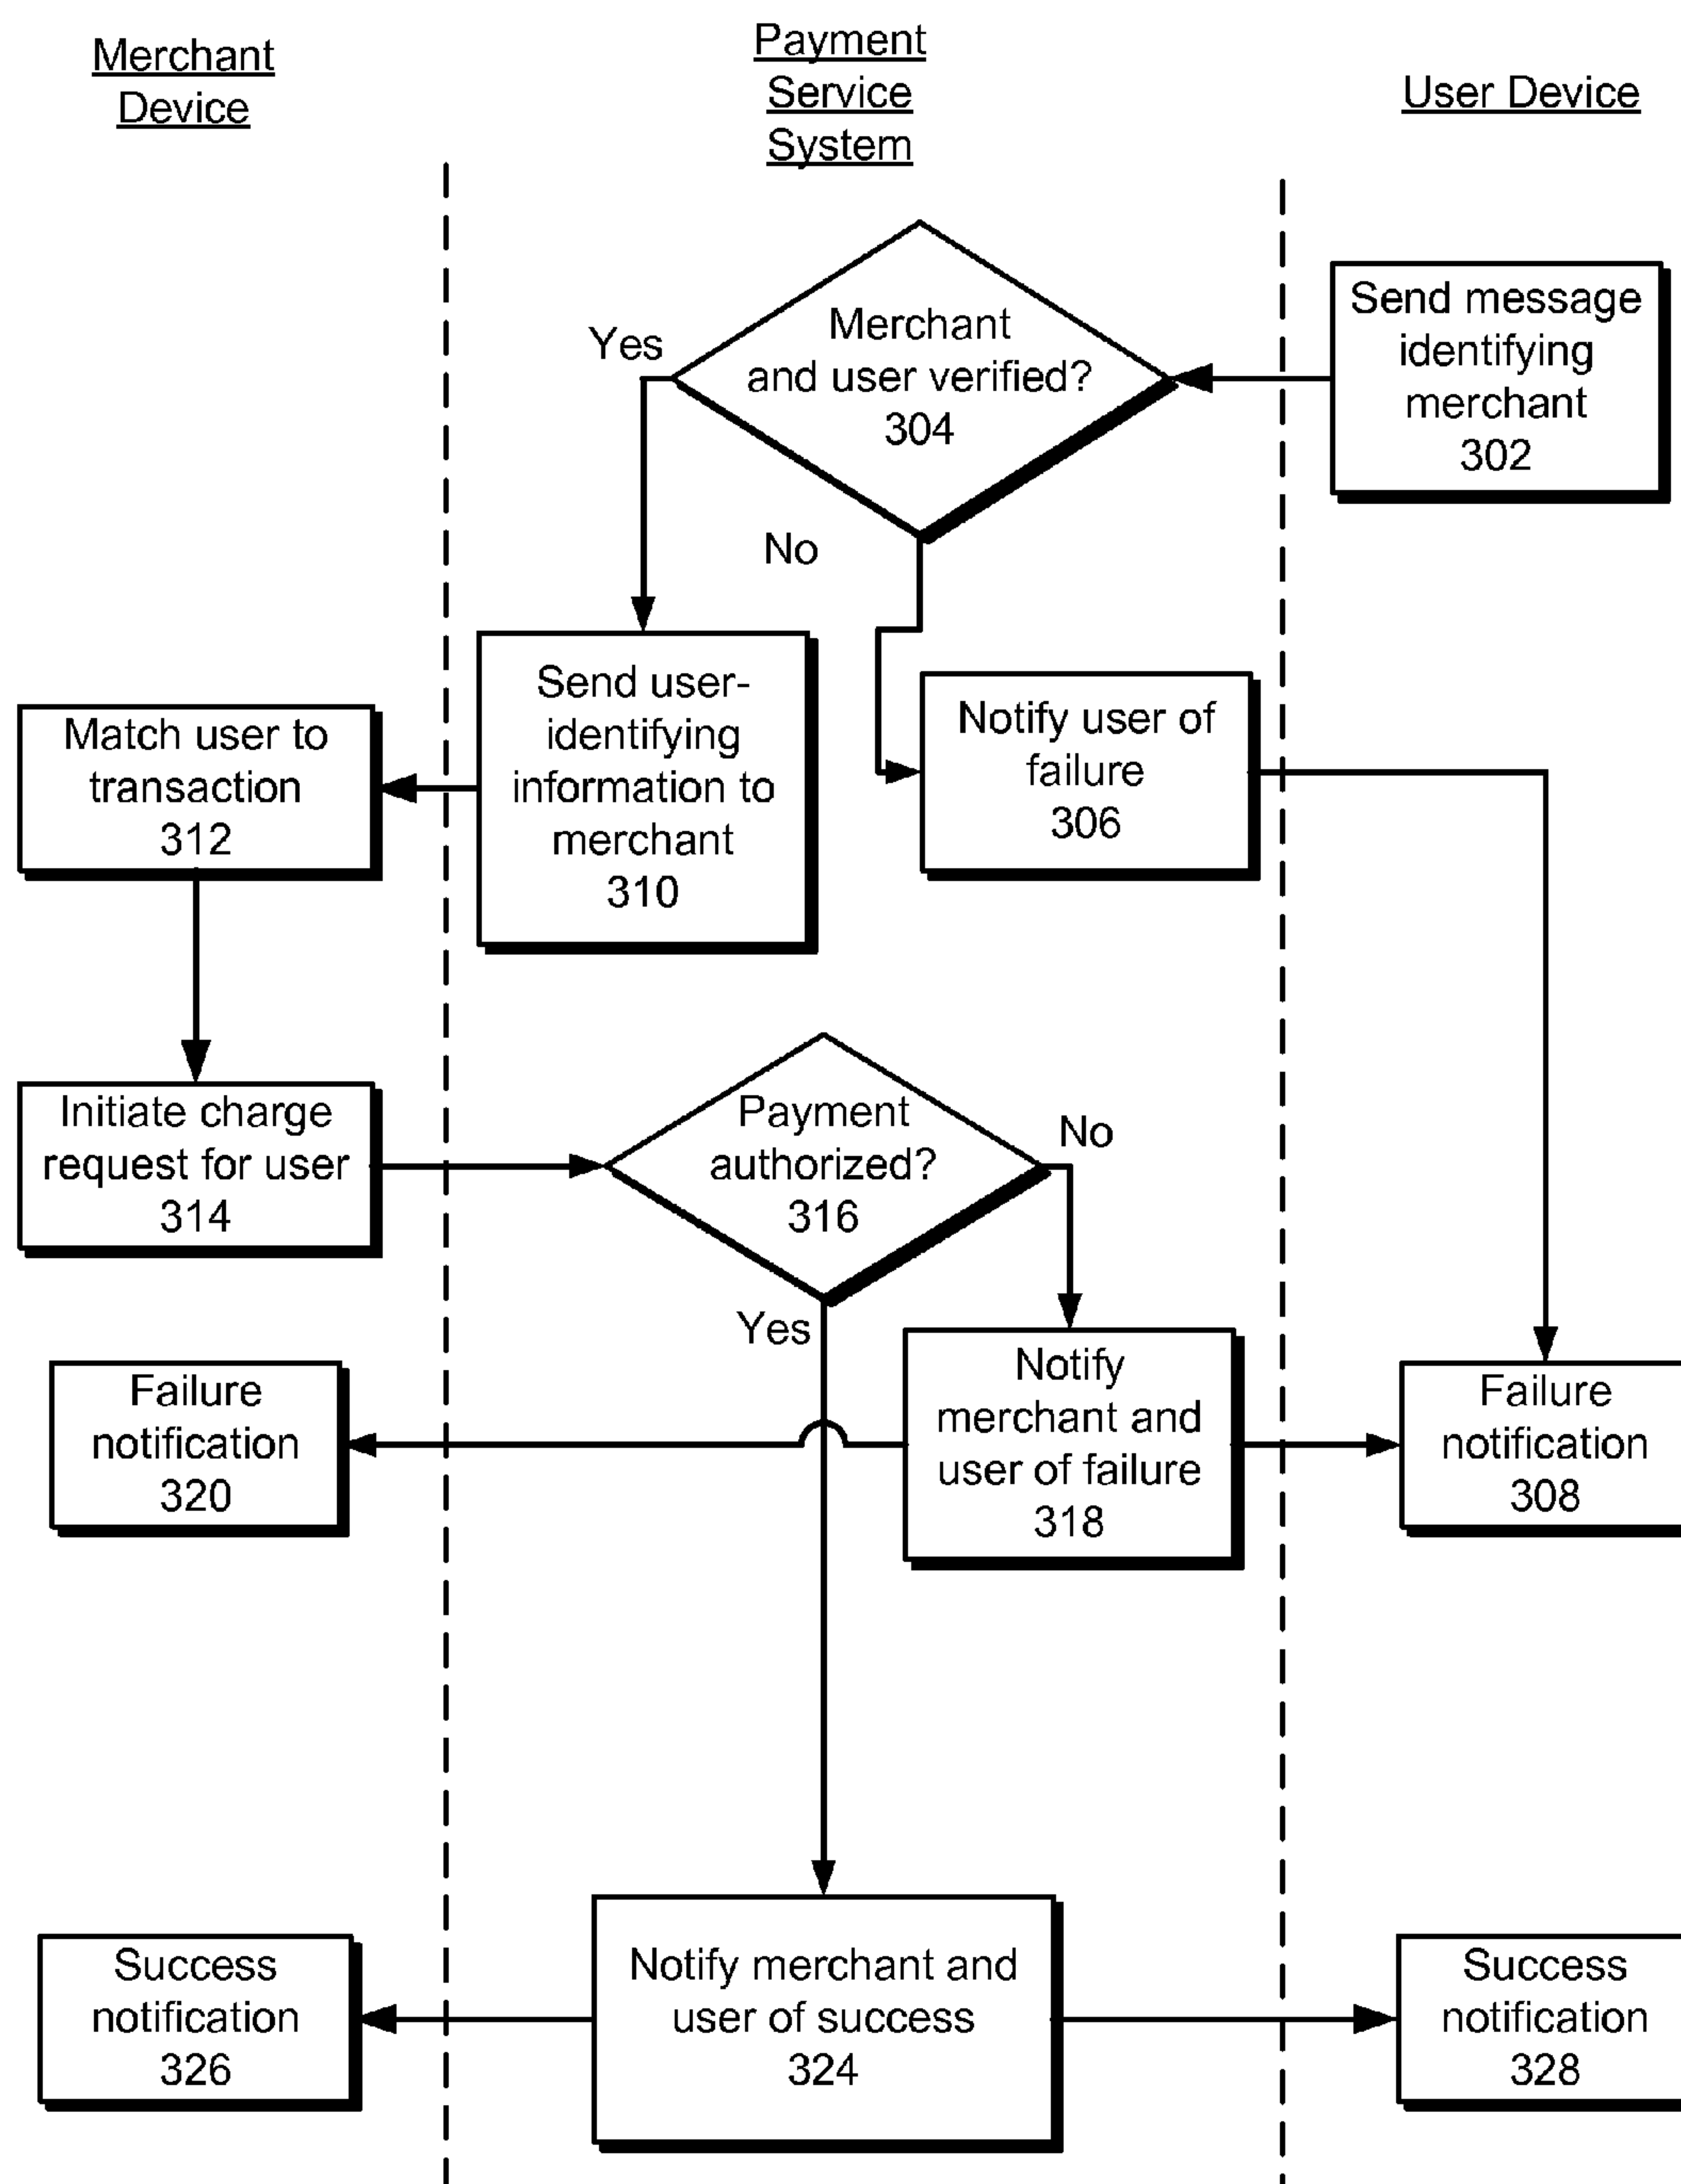 Merchant
Device
Payment
Service
System
User Device
Send message
identifying
merchant
302
Merchant
and user verified?
304
Yes
No
Send user-
identifying
information to
merchant
310
Notify user of
failure
306
Match user to
transaction
312
Initiate charge
request for user
314
Payment
authorized?
316
No
Yes
Notify
merchant and
user of failure
318
Failure
notification
320
Failure
notification
308
Success
notification
326
Notify merchant and
user of success
324
Success
notification
328